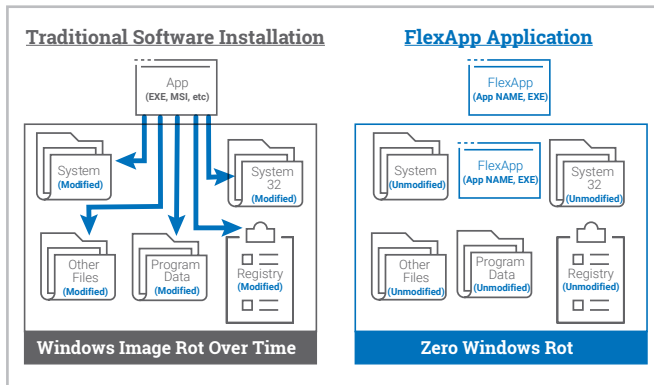 Traditional Software Installation
App
(EXE, MSI, etc)
System
(Modified)
System
32
(Modified)
Other
Files
(Modified)
Program
Data
(Modified)
Registry
(Modified)
Windows Image Rot Over Time
FlexApp Application
FlexApp
(App NAME, EXE)
System
(Unmodified)
FlexApp
(App NAME, EXE)
System
32
(Unmodified)
Other
Files
(Unmodified)
Program
Data
(Unmodified)
Registry
(Unmodified)
Zero Windows Rot